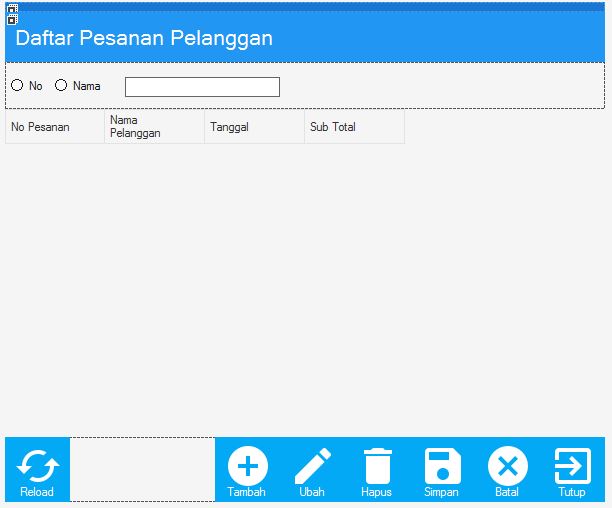 Daftar Pesanan Pelanggan
No Nama
No Pesanan Nama Pelanggan Tanggal Sub Total
Reload Tambah Ubah Hapus Simpan Batal Tutup